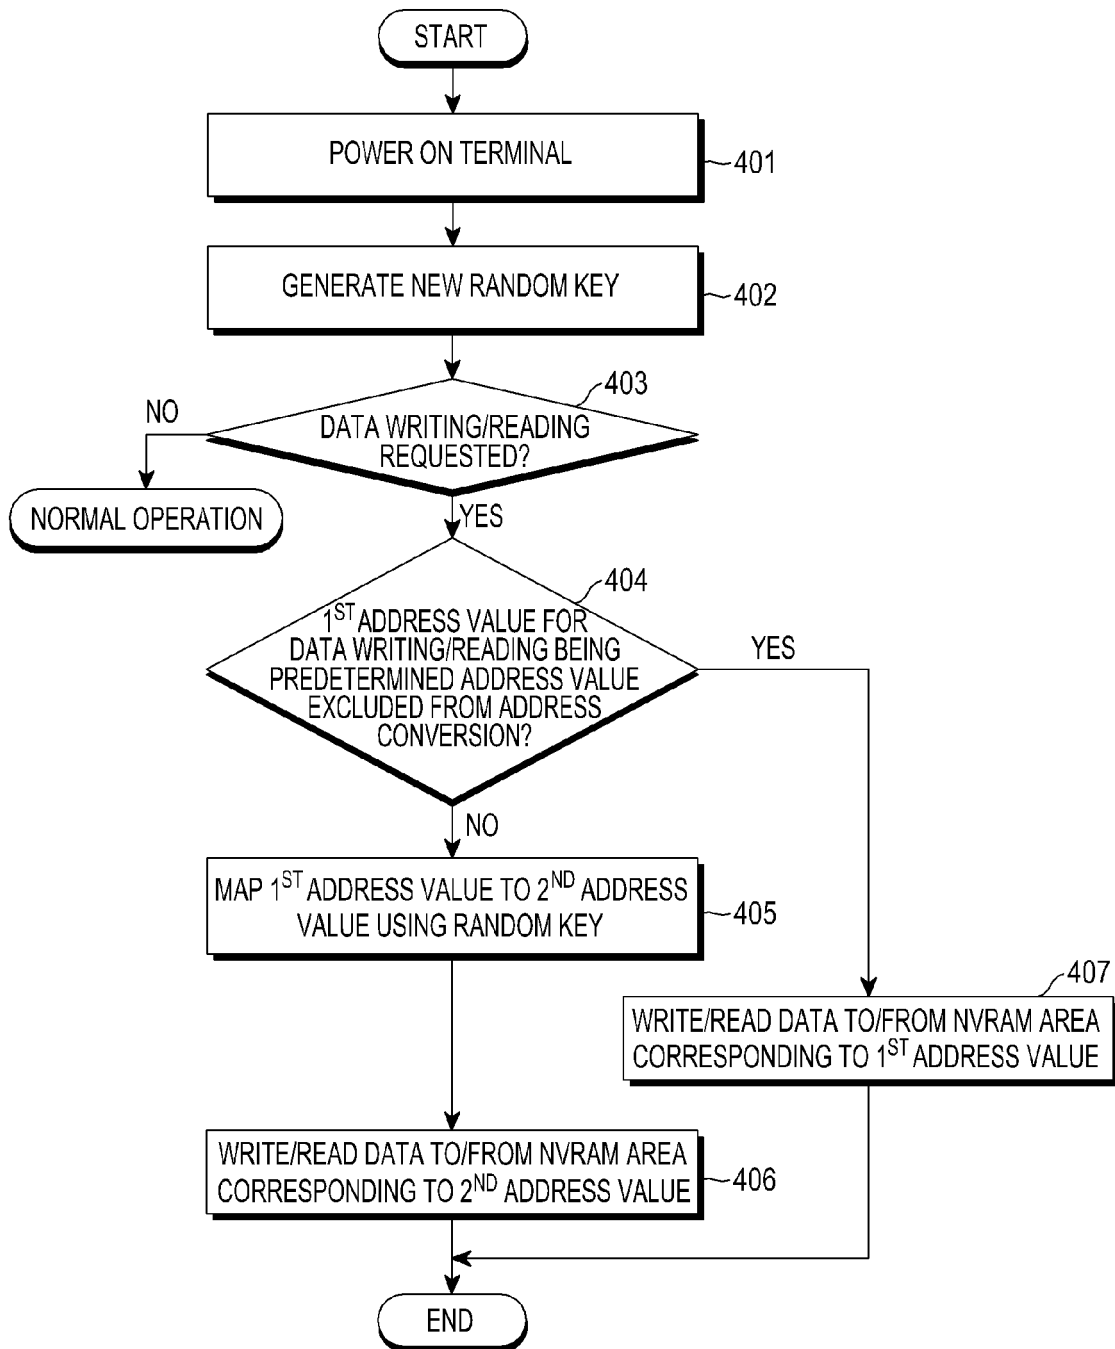 START
POWER ON TERMINAL
401
GENERATE NEW RANDOM KEY
402
403
DATA WRITING/READING
REQUESTED?
NO
NORMAL OPERATION
YES
404
1ST ADDRESS VALUE FOR
DATA WRITING/READING BEING
PREDETERMINED ADDRESS VALUE
EXCLUDED FROM ADDRESS
CONVERSION?
YES
NO
MAP 1ST ADDRESS VALUE TO 2ND ADDRESS
VALUE USING RANDOM KEY
405
407
WRITE/READ DATA TO/FROM NVRAM AREA
CORRESPONDING TO 1ST ADDRESS VALUE
WRITE/READ DATA TO/FROM NVRAM AREA
CORRESPONDING TO 2ND ADDRESS VALUE
406
END